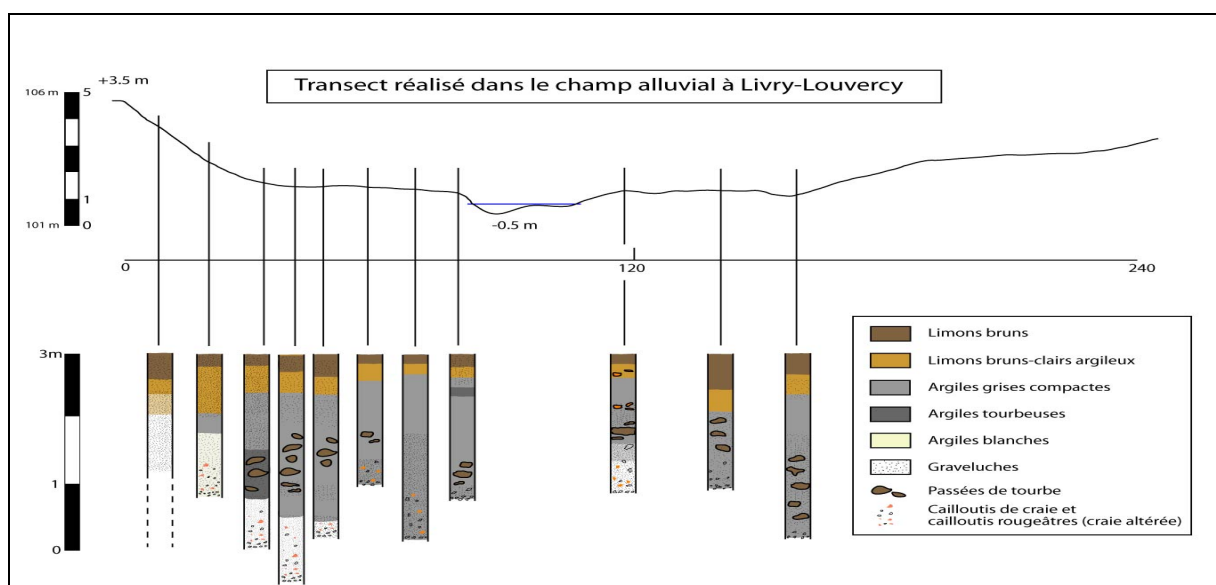 +3.5 m
Transect réalisé dans le champ alluvial à Livry-Louvercy
106 m
5
1
101 m
0
-0.5 m
0
120
240
3m
1
0
Limons bruns
Limons bruns-clairs argileux
Argiles grises compactes
Argiles tourbeuses
Argiles blanches
Graveluches
Passées de tourbe
Cailloutis de craie et
cailloutis rougeâtres (craie altérée)